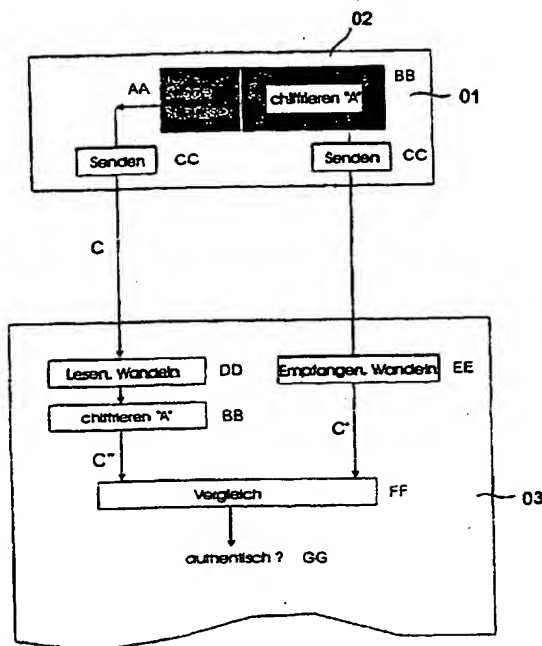 02
AA
chiffrieren "A"
BB
01
Senden
CC
Senden
CC
C
Lesen, Wandeln
DD
Empfangen, Wandeln
EE
chiffrieren "A"
BB
C"
C'
Vergleich
FF
03
authentisch ?
GG